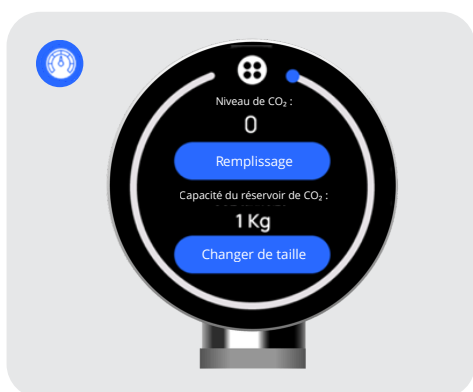 Niveau de CO₂ :
0
Remplissage
Capacité du réservoir de CO₂ :
1 Kg
Changer de taille